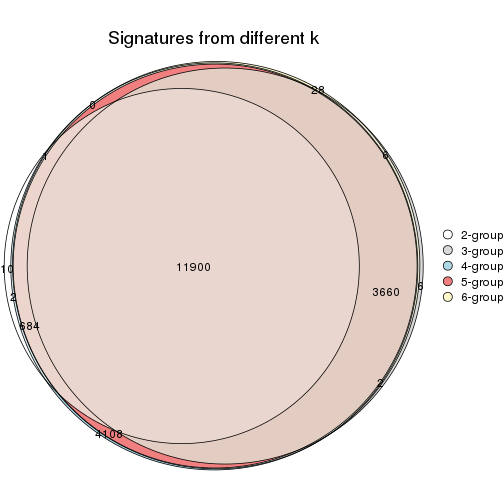 Signatures from different k
28
0
6
1
11900
10
3660
6
2
684
2
4108
2-group
3-group
4-group
5-group
6-group